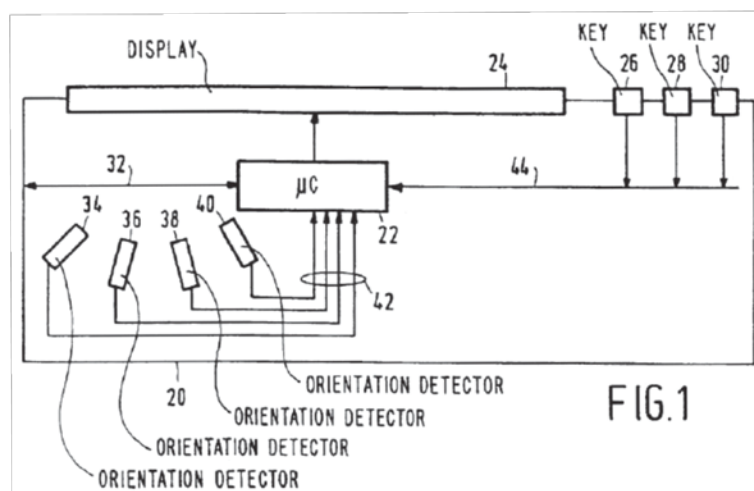 KEY KEY KEY
DISPLAY 24 26 28 30
32 μC 44
34 36 38 40 22
42
20 ORIENTATION DETECTOR
ORIENTATION DETECTOR
ORIENTATION DETECTOR
ORIENTATION DETECTOR
FIG.1